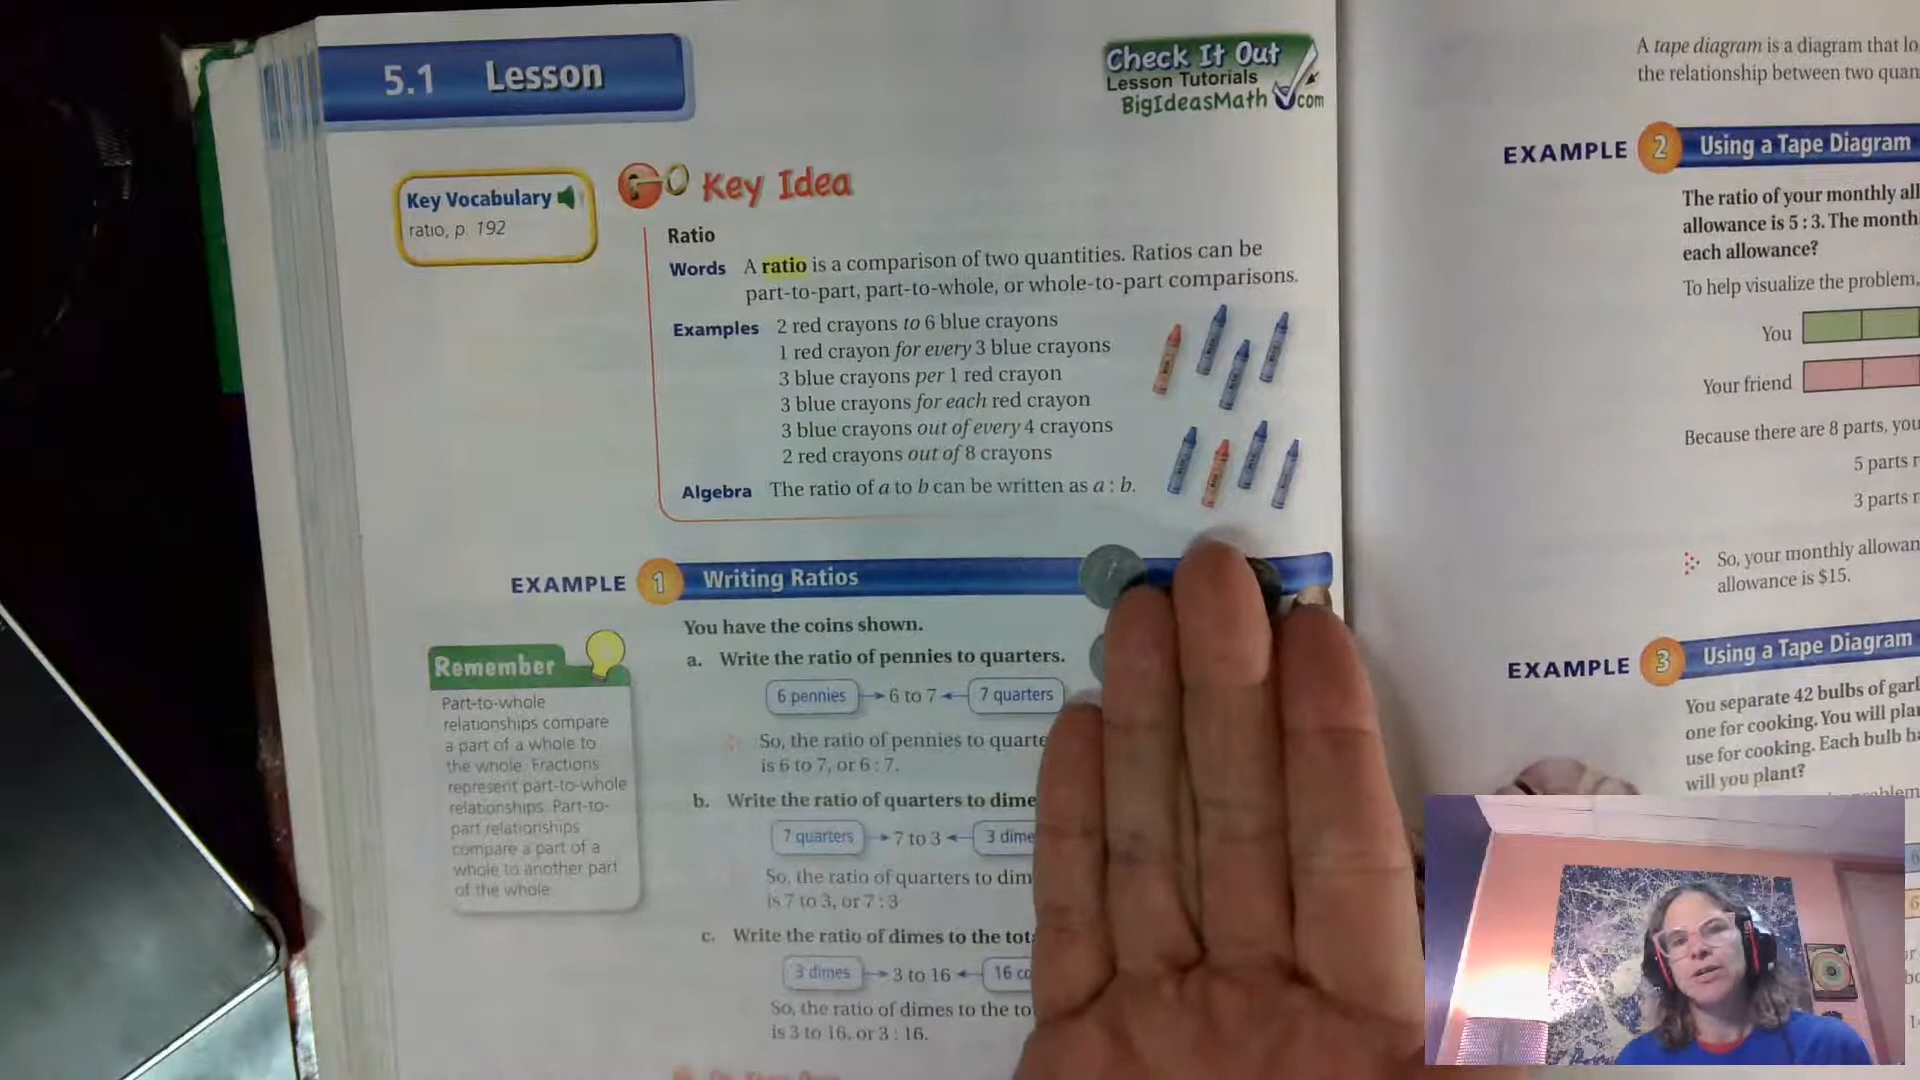 5.1 Lesson
Check It Out
Lesson Tutorials
BigIdeasMath com
Key Vocabulary
ratio, p. 192
Key Idea
Ratio
Words A ratio is a comparison of two quantities. Ratios can be
part-to-part, part-to-whole, or whole-to-part comparisons.
Examples 2 red crayons to 6 blue crayons
1 red crayon for every 3 blue crayons
3 blue crayons per 1 red crayon
3 blue crayons for each red crayon
3 blue crayons out of every 4 crayons
2 red crayons out of 8 crayons
Algebra The ratio of a to b can be written as a : b.
EXAMPLE 1 Writing Ratios
You have the coins shown.
a. Write the ratio of pennies to quarters.
6 pennies 6 to 7 7 quarters
So, the ratio of pennies to quarte
is 6 to 7, or 6 : 7.
b. Write the ratio of quarters to dime
7 quarters 7 to 3 3 dime
So, the ratio of quarters to dim
is 7 to 3, or 7 : 3
c. Write the ratio of dimes to the tot
3 dimes 3 to 16 16 co
So, the ratio of dimes to the to
is 3 to 16, or 3 : 16.
Remember
Part-to-whole
relationships compare
a part of a whole to
the whole. Fractions
represent part-to-whole
relationships. Part-to-
part relationships
compare a part of a
whole to another part
of the whole
A tape diagram is a diagram that lo
the relationship between two quan
EXAMPLE 2 Using a Tape Diagram
The ratio of your monthly all
allowance is 5 : 3. The month
each allowance?
To help visualize the problem,
You
Your friend
Because there are 8 parts, you
5 parts r
3 parts r
So, your monthly allowan
allowance is $15.
EXAMPLE 3 Using a Tape Diagram
You separate 42 bulbs of garl
one for cooking. You will pla
use for cooking. Each bulb ha
will you plant?